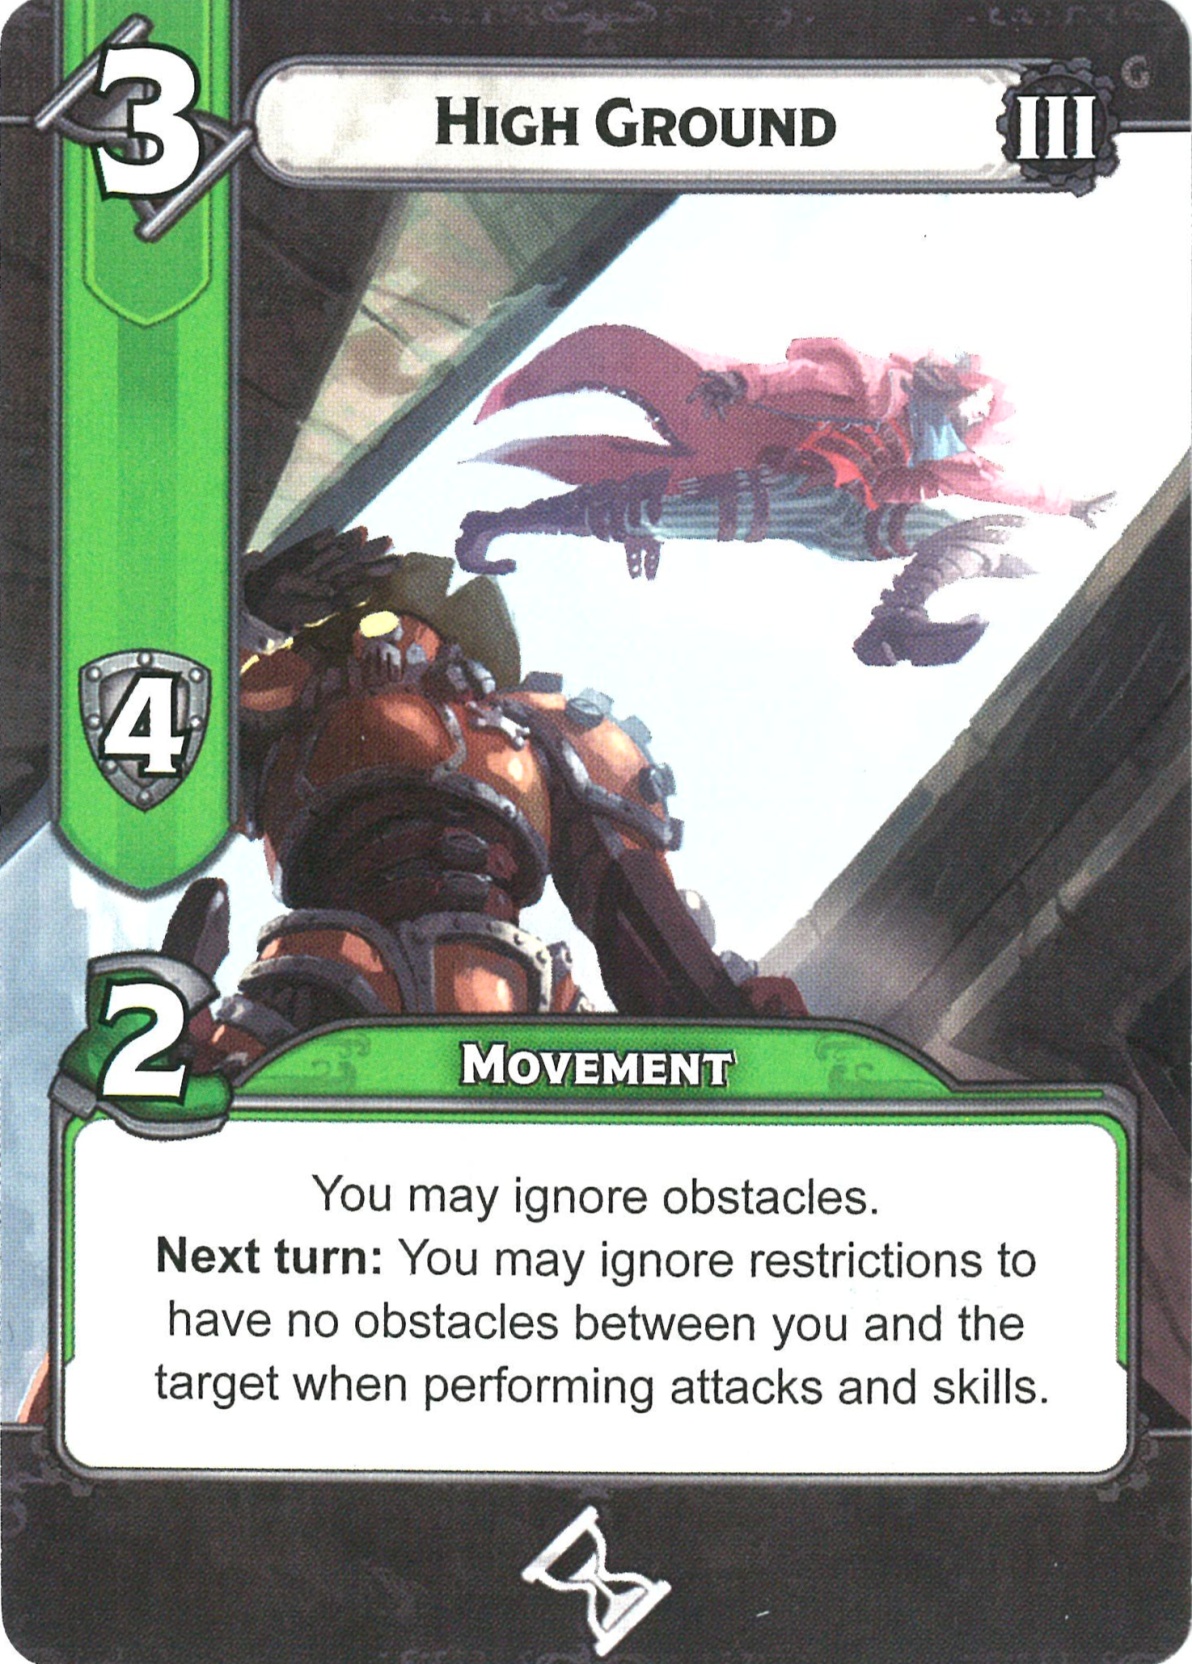 3
HIGH GROUND
III
G
4
2
MOVEMENT
You may ignore obstacles.
Next turn: You may ignore restrictions to
have no obstacles between you and the
target when performing attacks and skills.